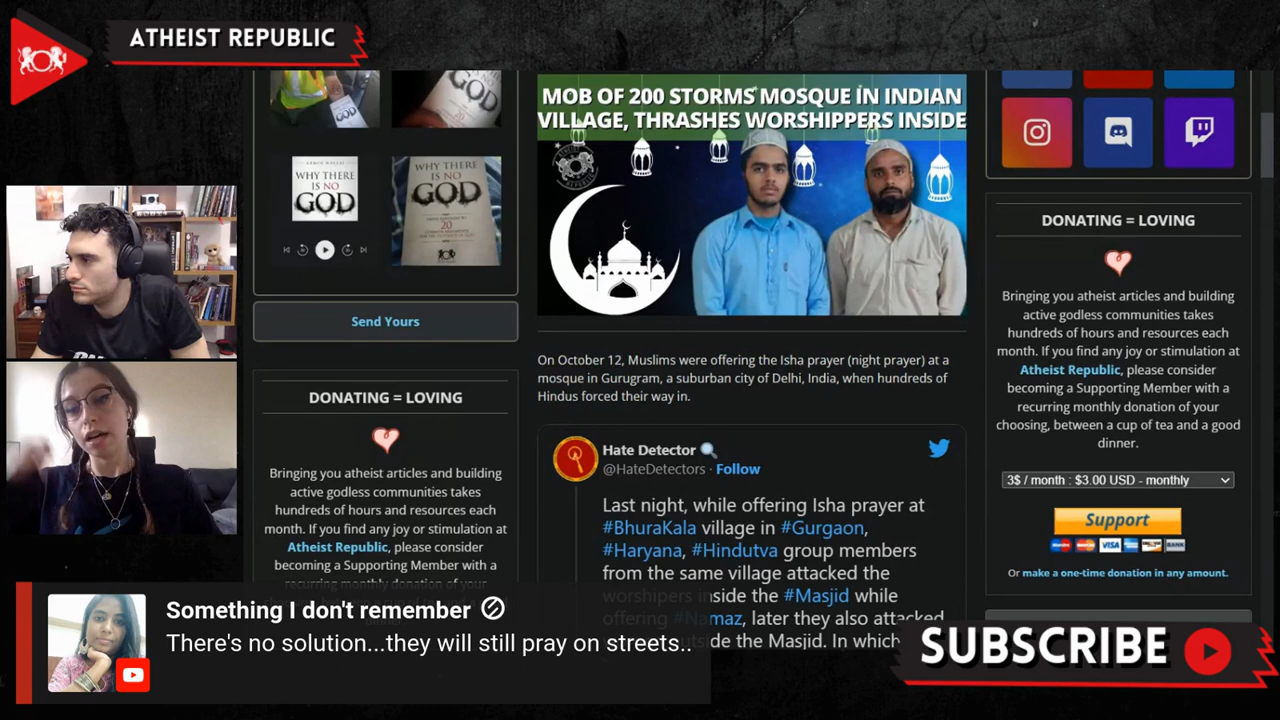 ATHEIST REPUBLIC
GOD
GOD
WHY THERE
IS NO
GOD
WHY THERE
IS NO
GOD
20
Send Yours
DONATING = LOVING
Bringing you atheist articles and building
active godless communities takes
hundreds of hours and resources each
month. If you find any joy or stimulation at
Atheist Republic, please consider
becoming a Supporting Member with a
recurring monthly donation of your
MOB OF 200 STORMS MOSQUE IN INDIAN
VILLAGE, THRASHES WORSHIPPERS INSIDE
On October 12, Muslims were offering the Isha prayer (night prayer) at a
mosque in Gurugram, a suburban city of Delhi, India, when hundreds of
Hindus forced their way in.
Hate Detector
@HateDetectors · Follow
Last night, while offering Isha prayer at
#BhuraKala village in #Gurgaon,
#Haryana, #Hindutva group members
from the same village attacked the
worshipers inside the #Masjid while
offering #Namaz, later they also attacked
de the Masjid. In which
DONATING = LOVING
Bringing you atheist articles and building
active godless communities takes
hundreds of hours and resources each
month. If you find any joy or stimulation at
Atheist Republic, please consider
becoming a Supporting Member with a
recurring monthly donation of your
choosing, between a cup of tea and a good
dinner.
3$ / month : $3.00 USD - monthly
Support
VISA
BANK
Or make a one-time donation in any amount.
Something I don't remember
There's no solution...they will still pray on streets..
SUBSCRIBE